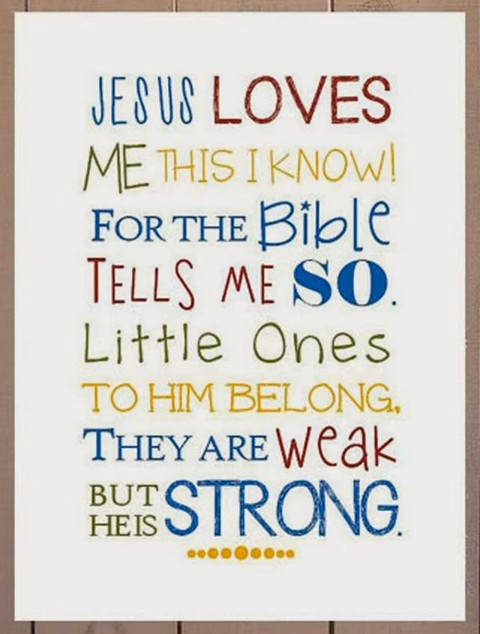 JESUS LOVES
ME THIS I KNOW!
FOR THE Bible
TELLS ME SO.
Little Ones
TO HIM BELONG,
THEY ARE weak
BUT HE IS STRONG.